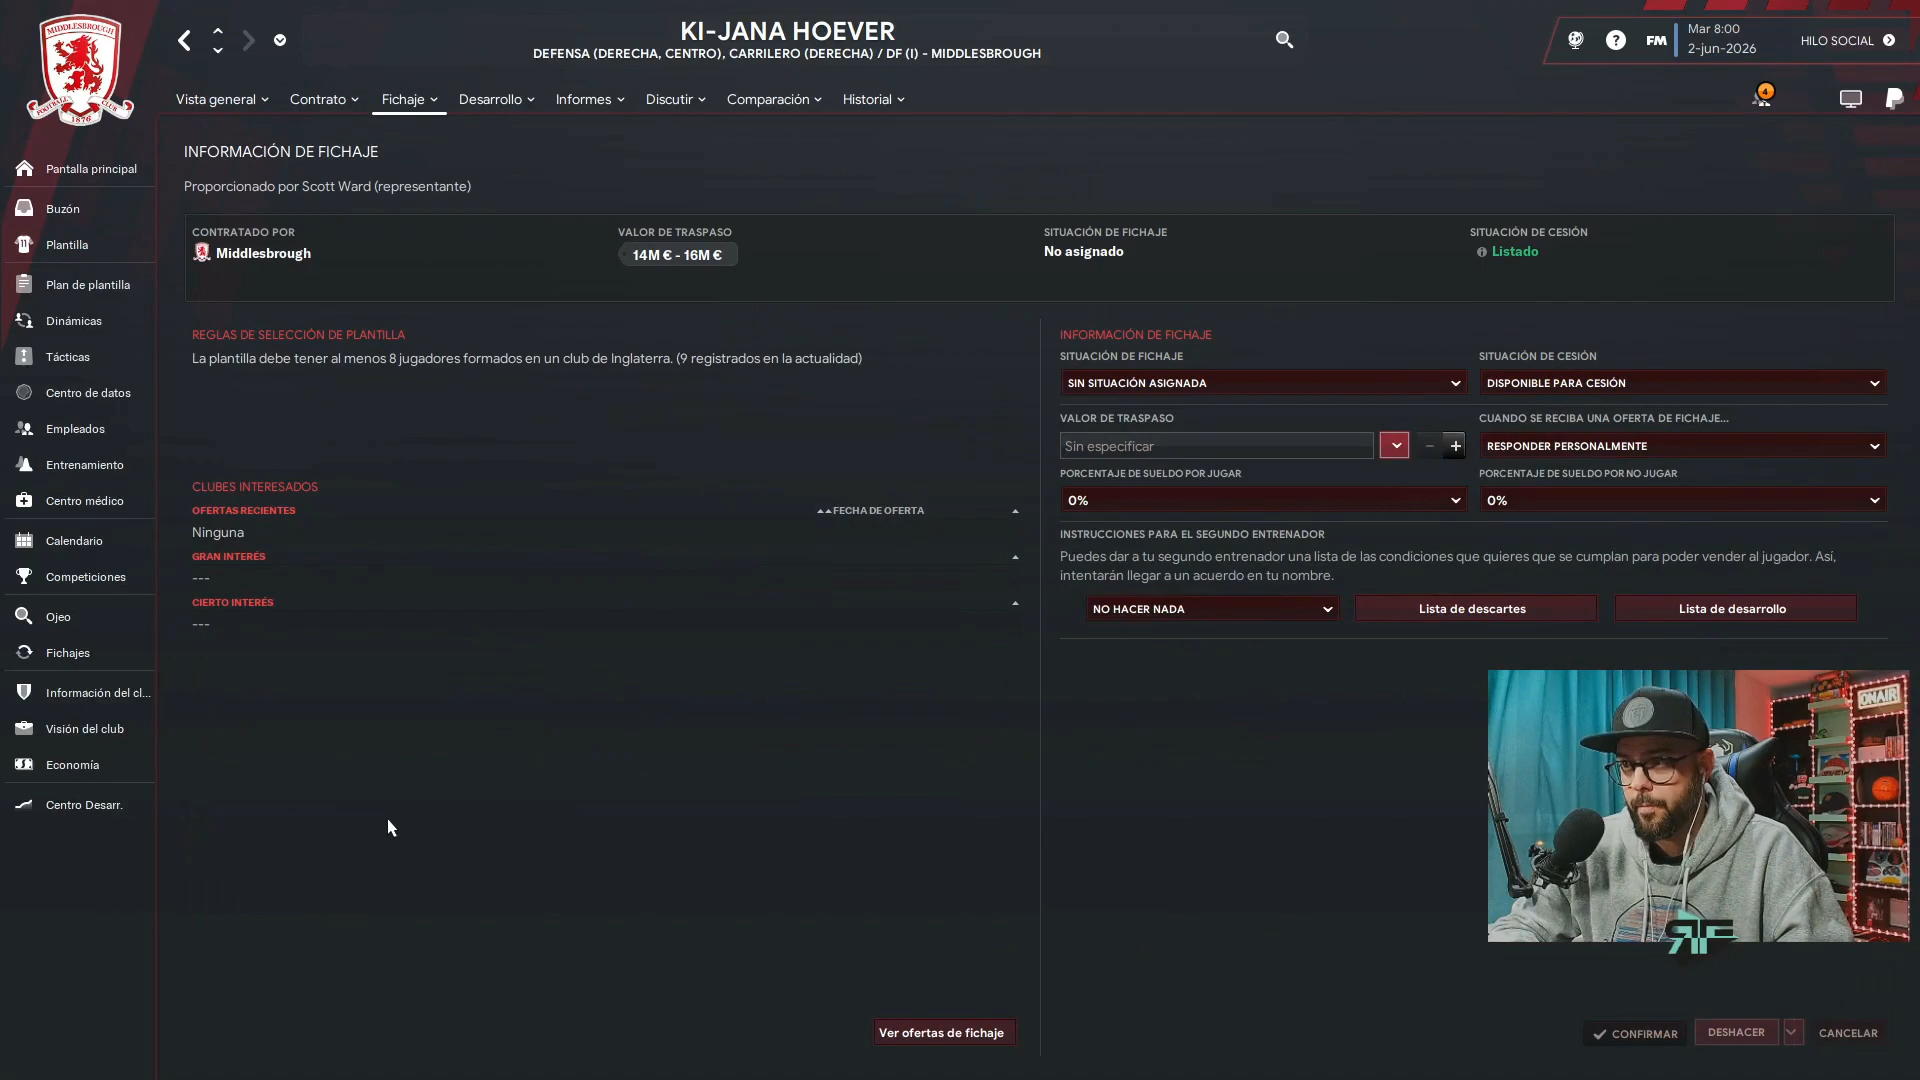 MIDDLESBROUGH
FOOTBALL CLUB
1876
KI-JANA HOEVER
DEFENSA (DERECHA, CENTRO), CARRILERO (DERECHA) / DF (I) - MIDDLESBROUGH
FM
Mar 8:00
2-jun-2026
HILO SOCIAL
Vista general
Contrato
Fichaje
Desarrollo
Informes
Discutir
Comparación
Historial
4
Pantalla principal
Buzón
Plantilla
Plan de plantilla
Dinámicas
Tácticas
Centro de datos
Empleados
Entrenamiento
Centro médico
Calendario
Competiciones
Ojeo
Fichajes
Información del cl...
Visión del club
Economía
Centro Desarr.
INFORMACIÓN DE FICHAJE
Proporcionado por Scott Ward (representante)
CONTRATADO POR
Middlesbrough
VALOR DE TRASPASO
14M € - 16M €
SITUACIÓN DE FICHAJE
No asignado
SITUACIÓN DE CESIÓN
Listado
REGLAS DE SELECCIÓN DE PLANTILLA
La plantilla debe tener al menos 8 jugadores formados en un club de Inglaterra. (9 registrados en la actualidad)
CLUBES INTERESADOS
OFERTAS RECIENTES
FECHA DE OFERTA
Ninguna
GRAN INTERÉS
---
CIERTO INTERÉS
---
Ver ofertas de fichaje
INFORMACIÓN DE FICHAJE
SITUACIÓN DE FICHAJE
SIN SITUACIÓN ASIGNADA
SITUACIÓN DE CESIÓN
DISPONIBLE PARA CESIÓN
VALOR DE TRASPASO
Sin especificar
CUANDO SE RECIBA UNA OFERTA DE FICHAJE...
RESPONDER PERSONALMENTE
PORCENTAJE DE SUELDO POR JUGAR
0%
PORCENTAJE DE SUELDO POR NO JUGAR
0%
INSTRUCCIONES PARA EL SEGUNDO ENTRENADOR
Puedes dar a tu segundo entrenador una lista de las condiciones que quieres que se cumplan para poder vender al jugador. Así,
intentarán llegar a un acuerdo en tu nombre.
NO HACER NADA
Lista de descartes
Lista de desarrollo
ON AIR
CONFIRMAR
DESHACER
CANCELAR